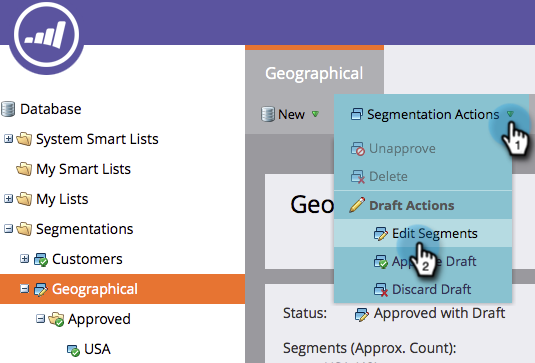 Geographical
Database
System Smart Lists
My Smart Lists
My Lists
Segmentations
Customers
Geographical
Approved
USA
New
Segmentation Actions
1
Unapprove
Delete
Draft Actions
Edit Segments
2
Draft
Discard Draft
Geo
Status: Approved with Draft
Segments (Approx. Count):